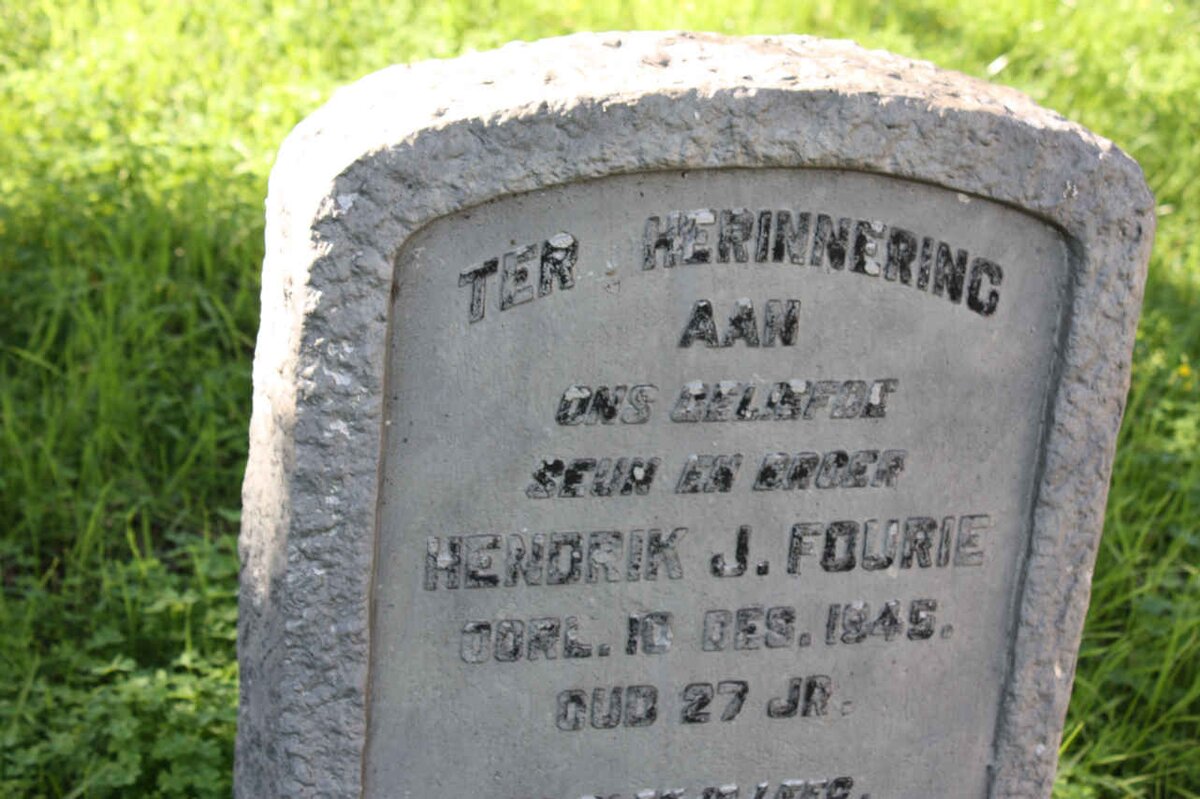 TER HERINNERING
AAN
ONS GELIEFDE
SEUN EN BROER
HENDRIK J. FOURIE
OORL. 10 DES. 1945.
OUD 27 JR.